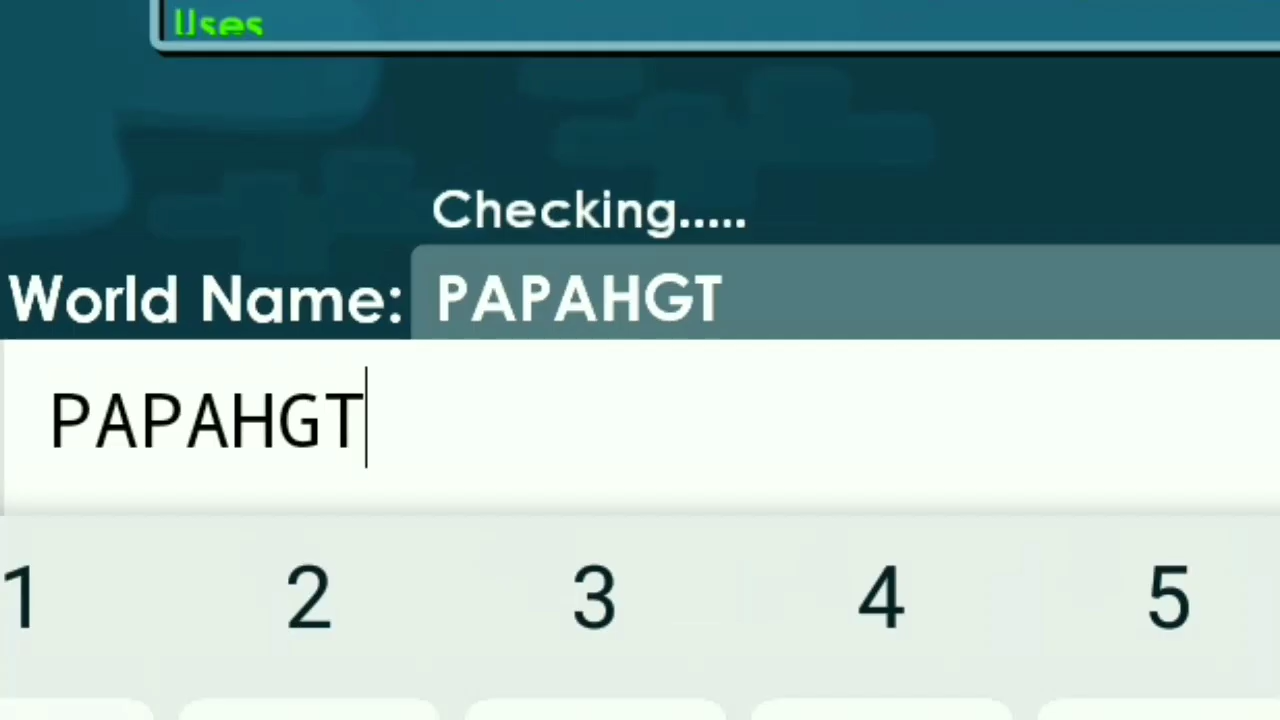 Uses
Checking.....
World Name: PAPAHGT
PAPAHGT
1 2 3 4 5